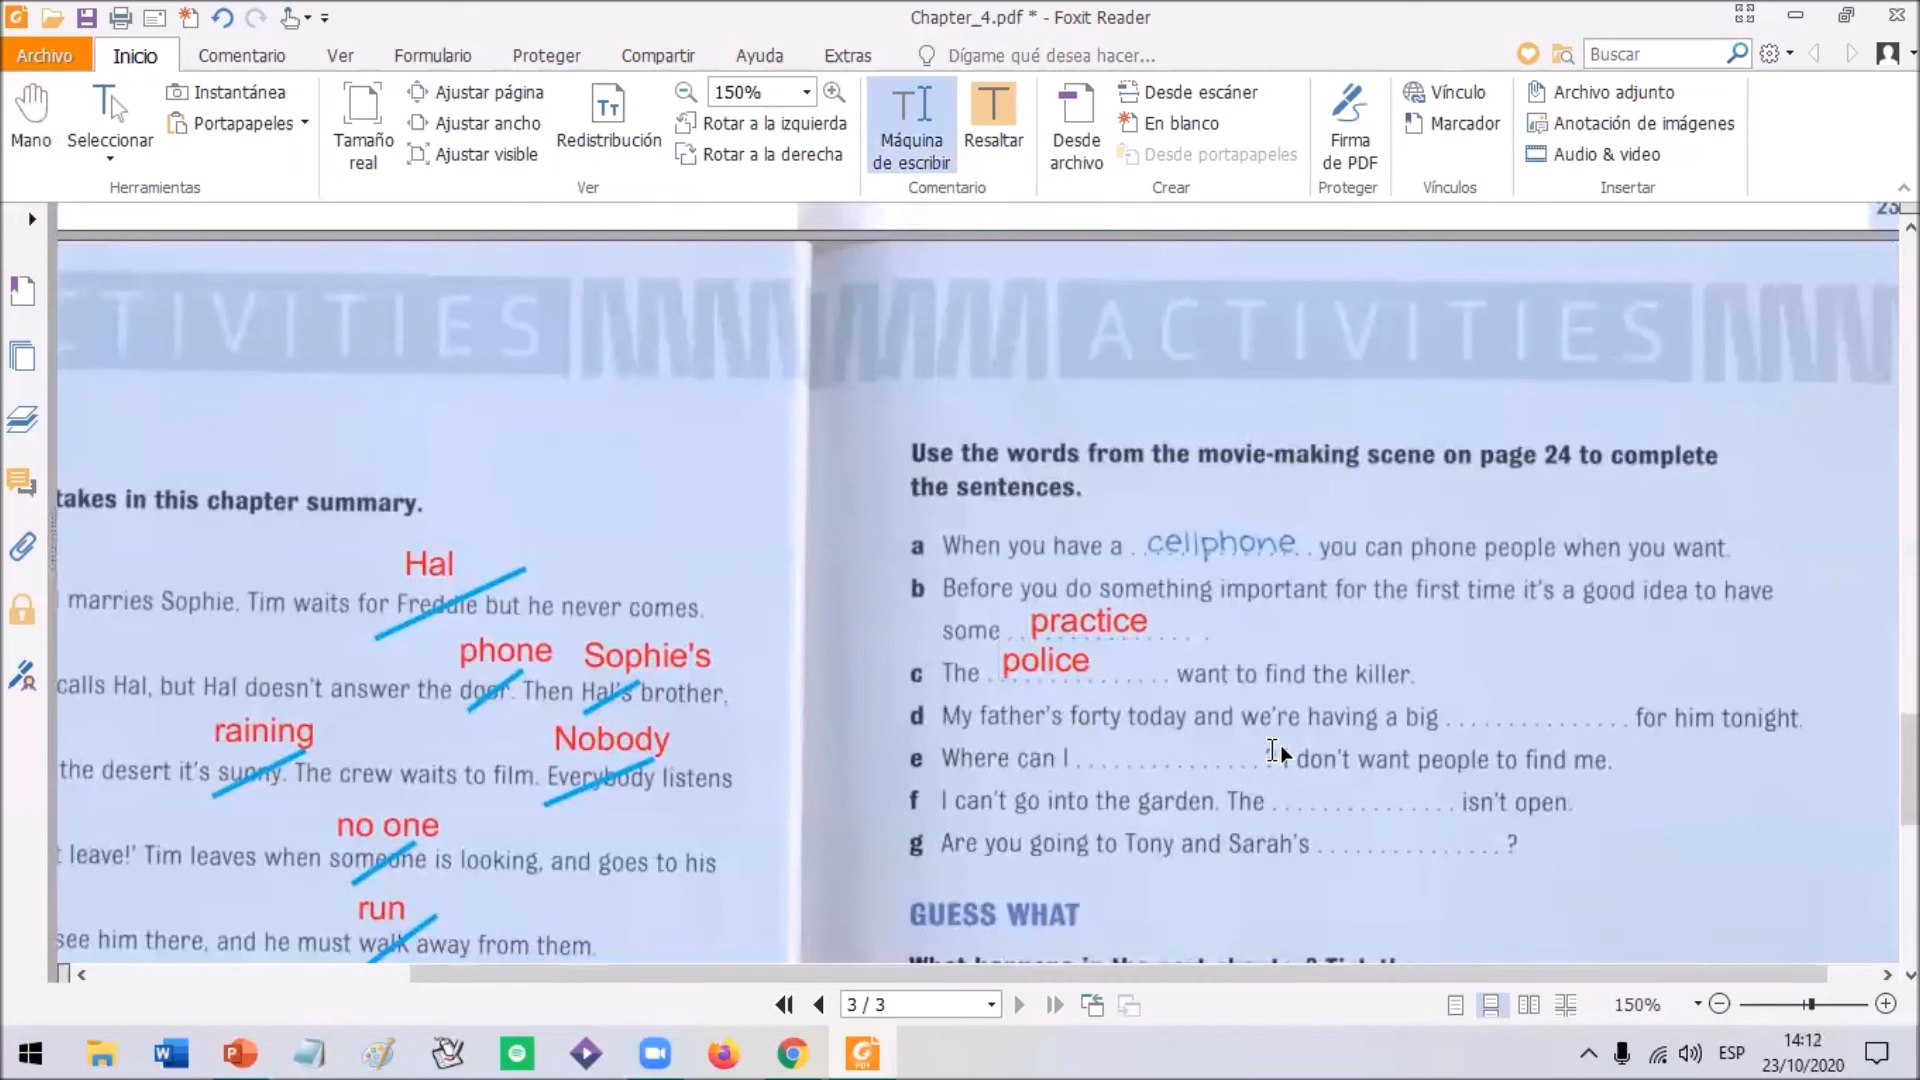 Chapter_4.pdf * - Foxit Reader
Archivo Inicio Comentario Ver Formulario Proteger Compartir Ayuda Extras Dígame qué desea hacer... Buscar
Mano
Seleccionar
Instantánea
Portapapeles
Herramientas
Tamaño real
Ajustar página
Ajustar ancho
Ajustar visible
Redistribución
150%
Rotar a la izquierda
Rotar a la derecha
Ver
Máquina de escribir
Resaltar
Comentario
Desde archivo
Desde escáner
En blanco
Desde portapapeles
Crear
Firma de PDF
Proteger
Vínculo
Marcador
Vínculos
Archivo adjunto
Anotación de imágenes
Audio & video
Insertar
CTIVITIES
takes in this chapter summary.
Hal
marries Sophie. Tim waits for Freddie but he never comes.
phone Sophie's
calls Hal, but Hal doesn't answer the door. Then Hal's brother,
raining Nobody
the desert it's sunny. The crew waits to film. Everybody listens
no one
leave!' Tim leaves when someone is looking, and goes to his
run
see him there, and he must walk away from them.
23
ACTIVITIES
Use the words from the movie-making scene on page 24 to complete
the sentences.
a When you have a . . cellphone . . you can phone people when you want.
b Before you do something important for the first time it's a good idea to have
some . . practice . . . .
c The . police . . . . . . want to find the killer.
d My father's forty today and we're having a big . . . . . . . . . . . . . . . for him tonight.
e Where can I . . . . . . . . . . . . . . . ? I don't want people to find me.
f I can't go into the garden. The . . . . . . . . . . . . . . . isn't open.
g Are you going to Tony and Sarah's . . . . . . . . . . . . . . . ?
GUESS WHAT
3 / 3
150%
ESP
14:12
23/10/2020